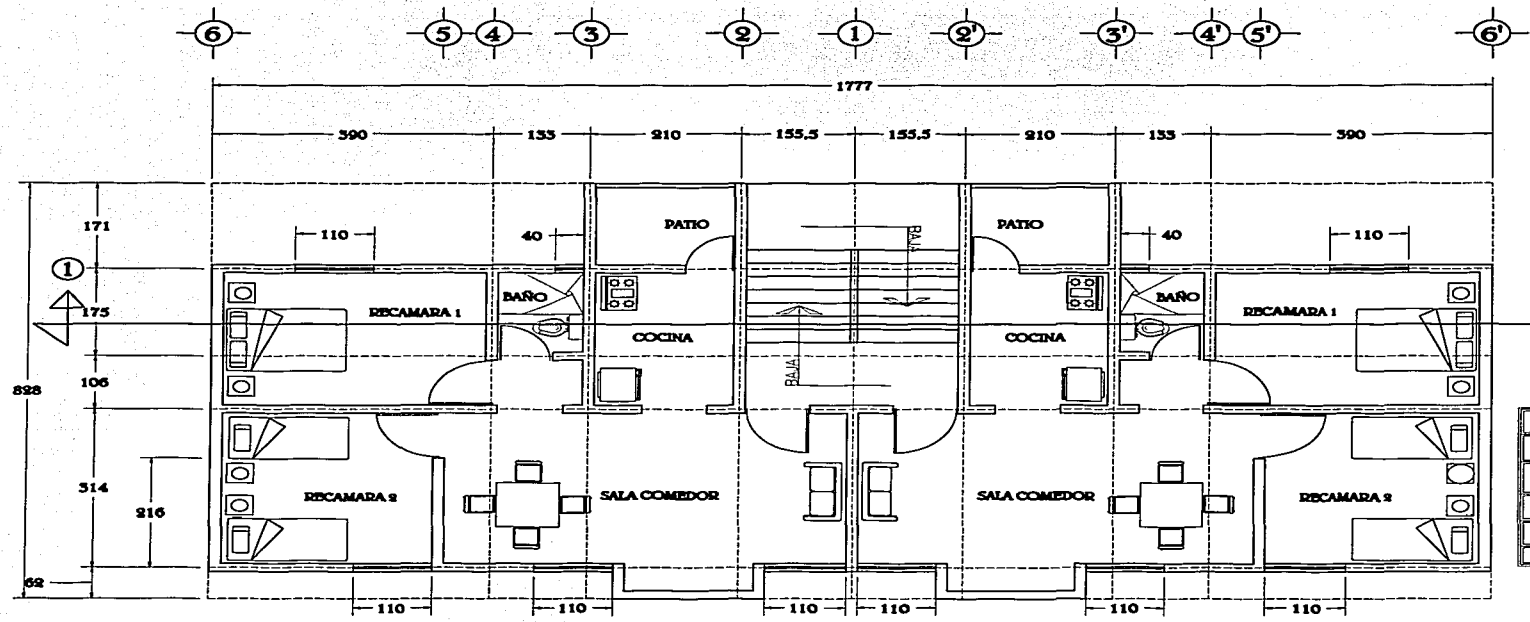 6 5 4 3 2 1 2' 3' 4' 5' 6'
1777
390 133 210 155.5 155.5 210 133 390
171
PATIO PATIO
BAJA
110 40 40 110
1
175
BAÑO BAÑO
RECAMARA 1 RECAMARA 1
COCINA COCINA
BAJA
106
828
314
216
RECAMARA 2 SALA COMEDOR SALA COMEDOR RECAMARA 2
62
110 110 110 110 110 110